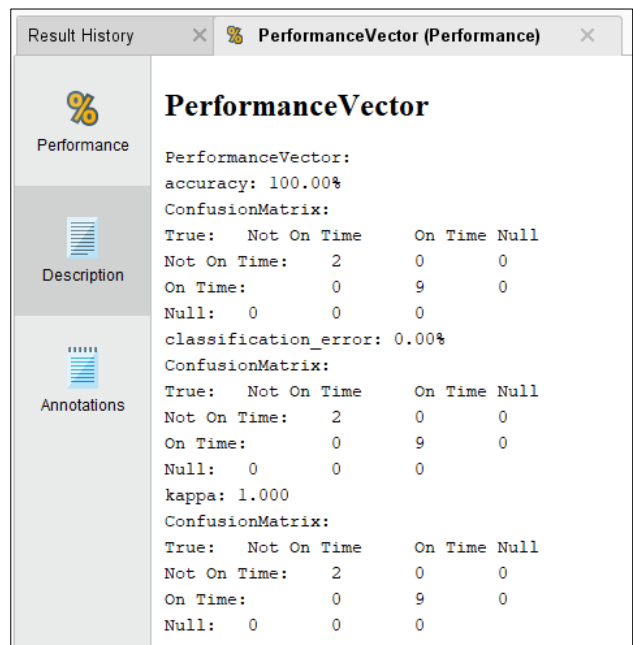 Result History
% PerformanceVector (Performance)
%
Performance
Description
Annotations
PerformanceVector
PerformanceVector:
accuracy: 100.00%
ConfusionMatrix:
True: Not On Time On Time Null
Not On Time: 2 0 0
On Time: 0 9 0
Null: 0 0 0
classification_error: 0.00%
ConfusionMatrix:
True: Not On Time On Time Null
Not On Time: 2 0 0
On Time: 0 9 0
Null: 0 0 0
kappa: 1.000
ConfusionMatrix:
True: Not On Time On Time Null
Not On Time: 2 0 0
On Time: 0 9 0
Null: 0 0 0